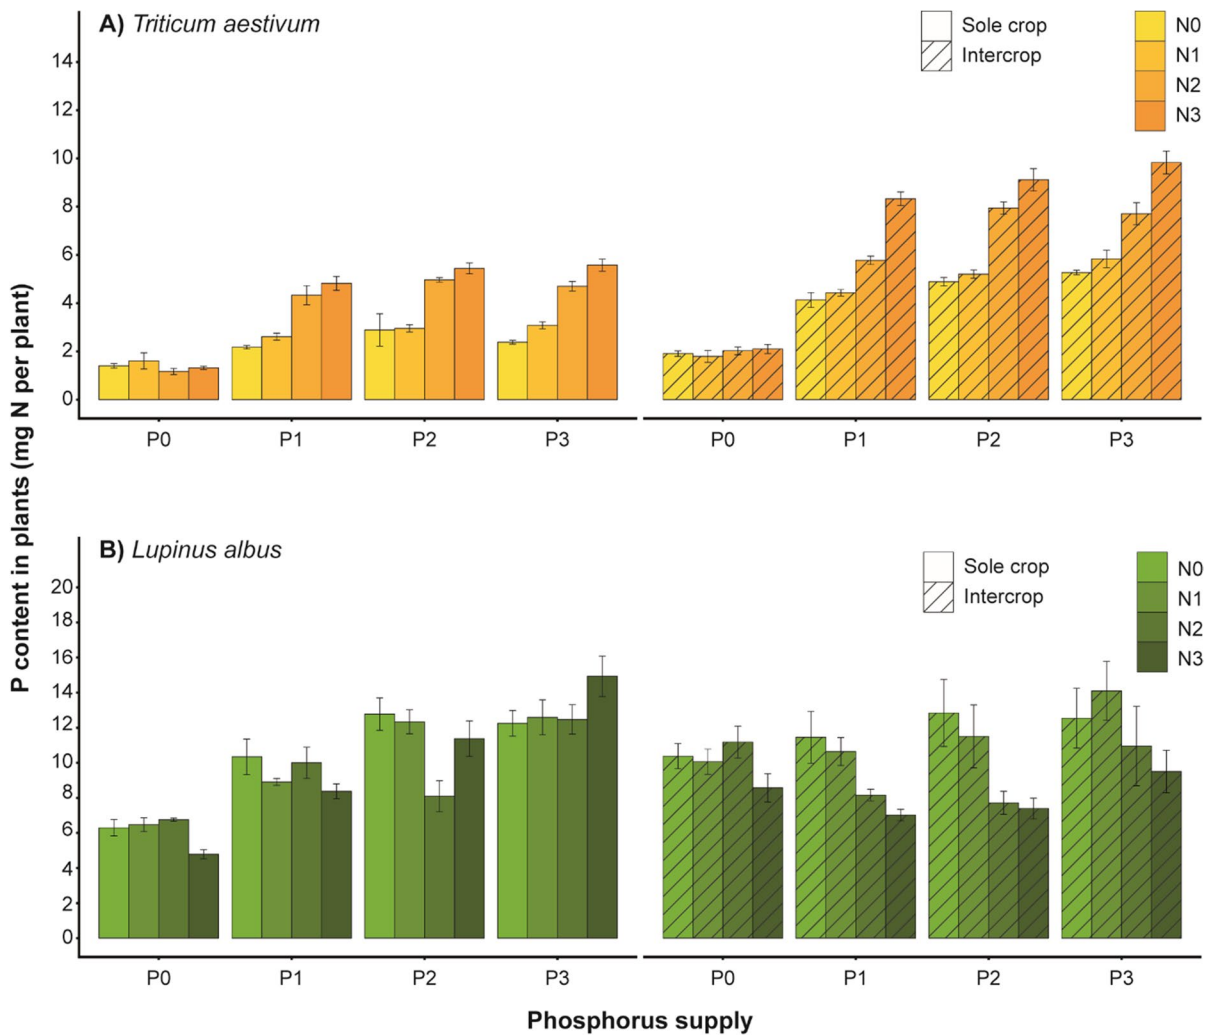 A) Triticum aestivum
Sole crop
Intercrop
N0
N1
N2
N3
14
12
10
8
6
4
2
0
P0 P1 P2 P3 P0 P1 P2 P3
P content in plants (mg N per plant)
B) Lupinus albus
Sole crop
Intercrop
N0
N1
N2
N3
20
18
16
14
12
10
8
6
4
2
0
P0 P1 P2 P3 P0 P1 P2 P3
Phosphorus supply